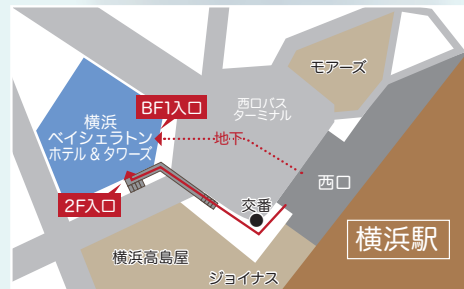 モアーズ
BF1入口
西口バス
ターミナル
横浜
ベイシェラトン
ホテル & タワーズ
地下
西口
2F入口
交番
横浜駅
横浜高島屋
ジョイナス